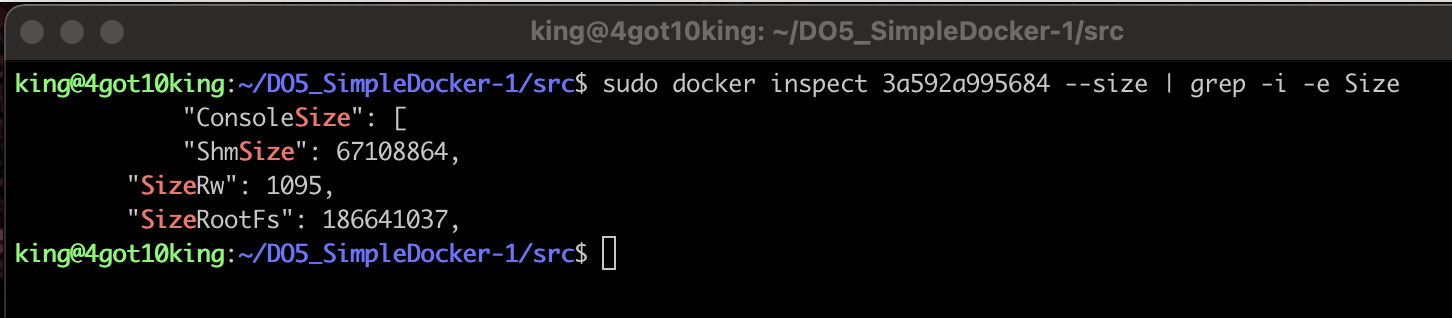 king@4got10king: ~/DO5_SimpleDocker-1/src
king@4got10king:~/DO5_SimpleDocker-1/src$ sudo docker inspect 3a592a995684 --size | grep -i -e Size
"ConsoleSize": [
"ShmSize": 67108864,
"SizeRw": 1095,
"SizeRootFs": 186641037,
king@4got10king:~/DO5_SimpleDocker-1/src$